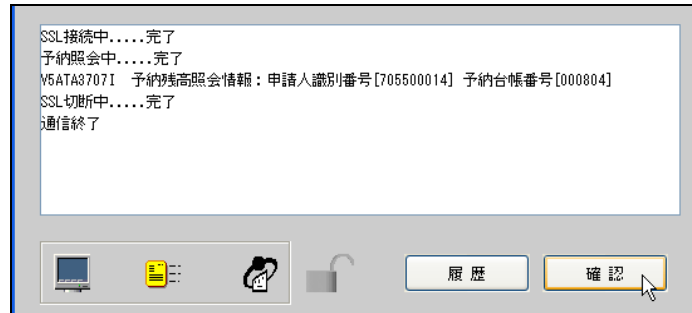 SSL接続中.....完了
予納照会中.....完了
V5ATA3707I 予納残高照会情報：申請人識別番号[705500014] 予納台帳番号[000804]
SSL切断中.....完了
通信終了
履 歴
確 認